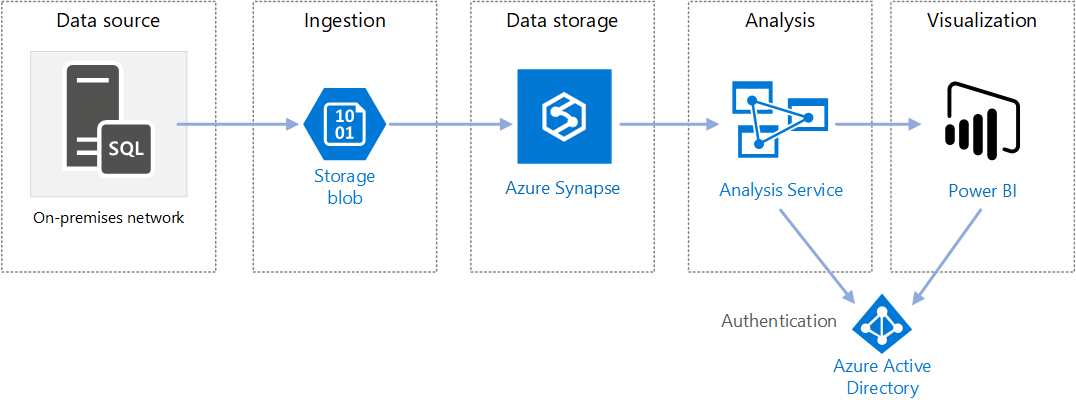 Data source
Ingestion
Data storage
Analysis
Visualization
SQL
10
01
On-premises network
Storage
blob
Azure Synapse
Analysis Service
Power BI
Authentication
Azure Active
Directory